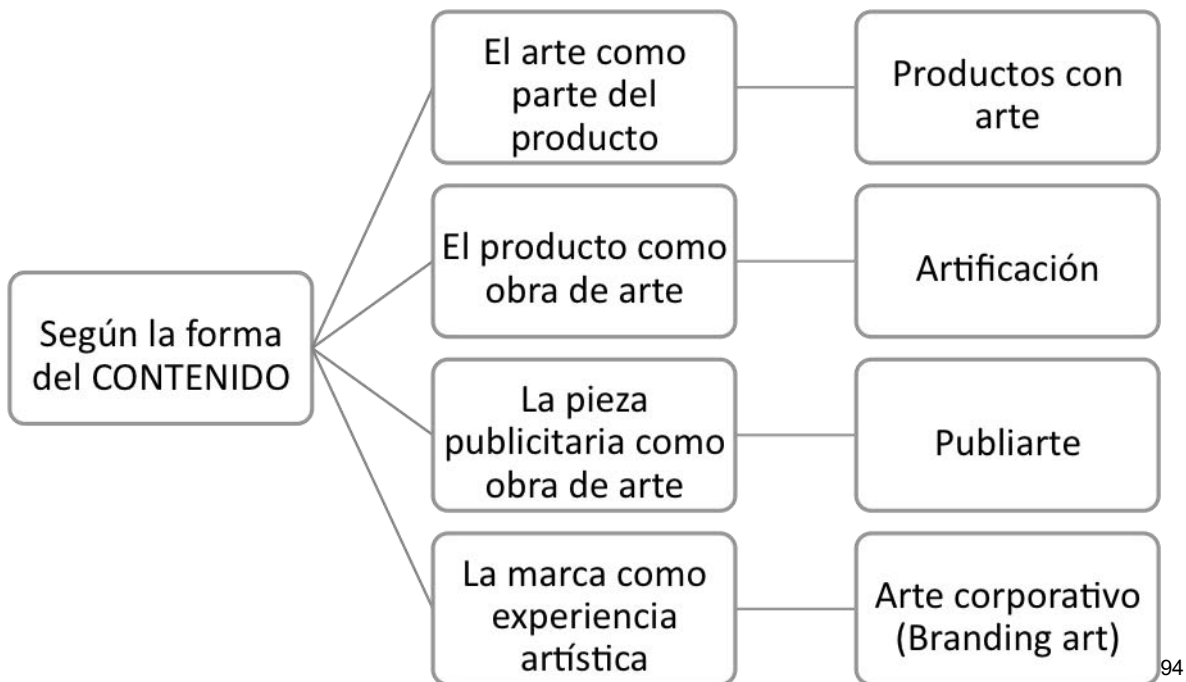 Según la forma
del CONTENIDO
El arte como
parte del
producto
Productos con
arte
El producto como
obra de arte
Artificación
La pieza
publicitaria como
obra de arte
Publiarte
La marca como
experiencia
artística
Arte corporativo
(Branding art)
94